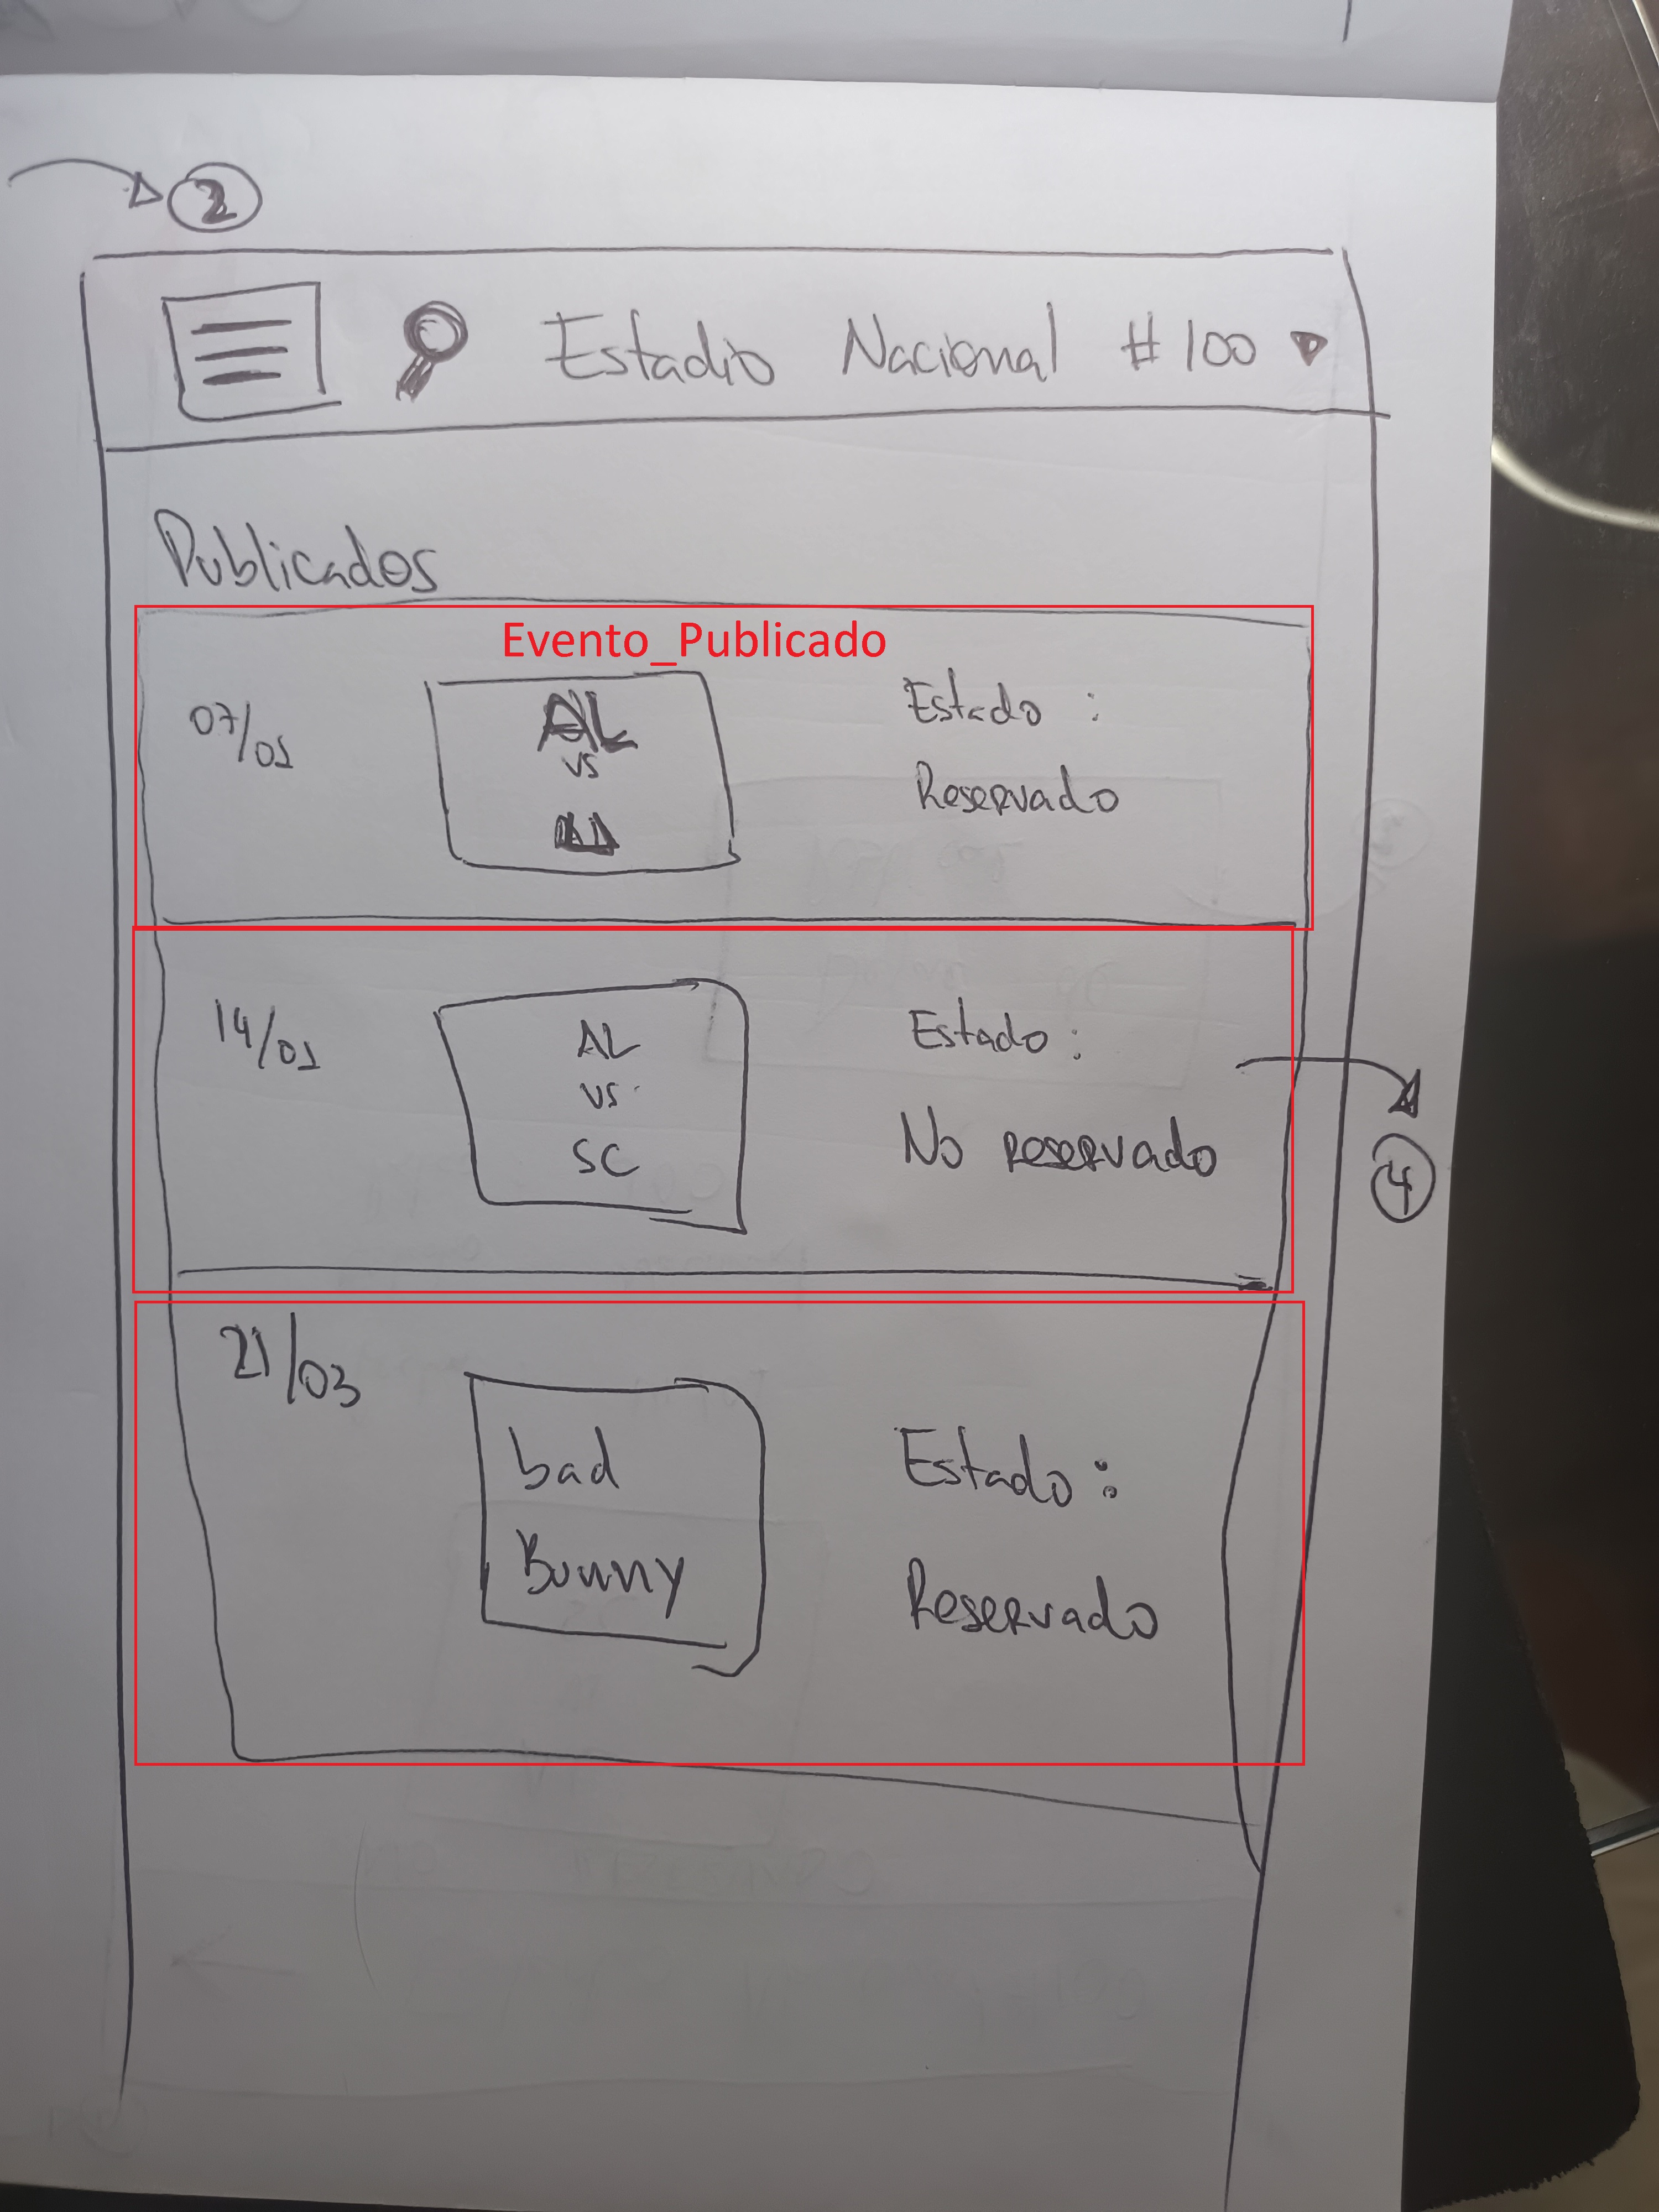 2
Estadio Nacional #100
Publicados
Evento_Publicado
07/01
AL
vs
Estado :
Reservado
14/01
AL
vs
SC
Estado :
No reservado
4
21/03
bad
Bunny
Estado :
Reservado